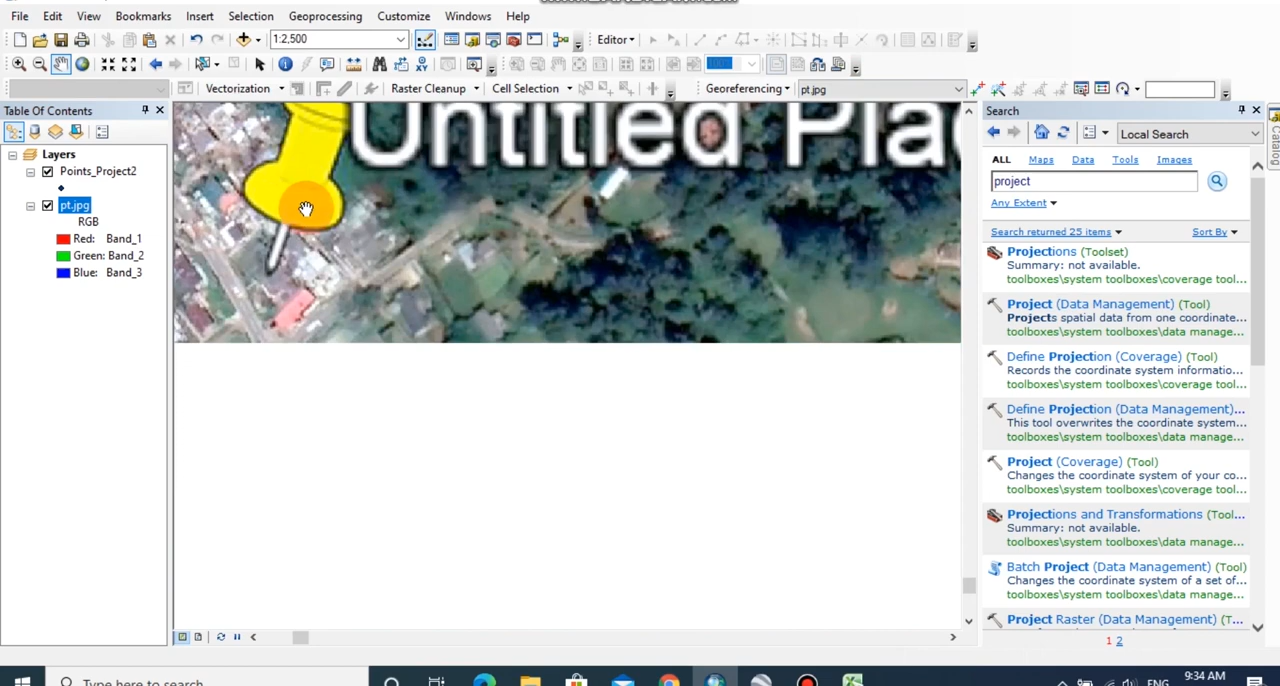 File Edit View Bookmarks Insert Selection Geoprocessing Customize Windows Help
1:2,500
Editor
Vectorization Raster Cleanup Cell Selection Georeferencing pt.jpg
Table Of Contents
Layers
Points_Project2
pt.jpg
RGB
Red: Band_1
Green: Band_2
Blue: Band_3
Untitled Pla
Search
Local Search
ALL Maps Data Tools Images
project
Any Extent
Search returned 25 items Sort By
Projections (Toolset)
Summary: not available.
toolboxes\system toolboxes\coverage tool...
Project (Data Management) (Tool)
Projects spatial data from one coordinate...
toolboxes\system toolboxes\data manage...
Define Projection (Coverage) (Tool)
Records the coordinate system informatio...
toolboxes\system toolboxes\coverage tool...
Define Projection (Data Management)...
This tool overwrites the coordinate system...
toolboxes\system toolboxes\data manage...
Project (Coverage) (Tool)
Changes the coordinate system of your co...
toolboxes\system toolboxes\coverage tool...
Projections and Transformations (Tool...
Summary: not available.
toolboxes\system toolboxes\data manage...
Batch Project (Data Management) (Tool)
Changes the coordinate system of a set of...
toolboxes\system toolboxes\data manage...
Project Raster (Data Management) (T...
1 2
Catalog
Type here to search
ENG
9:34 AM